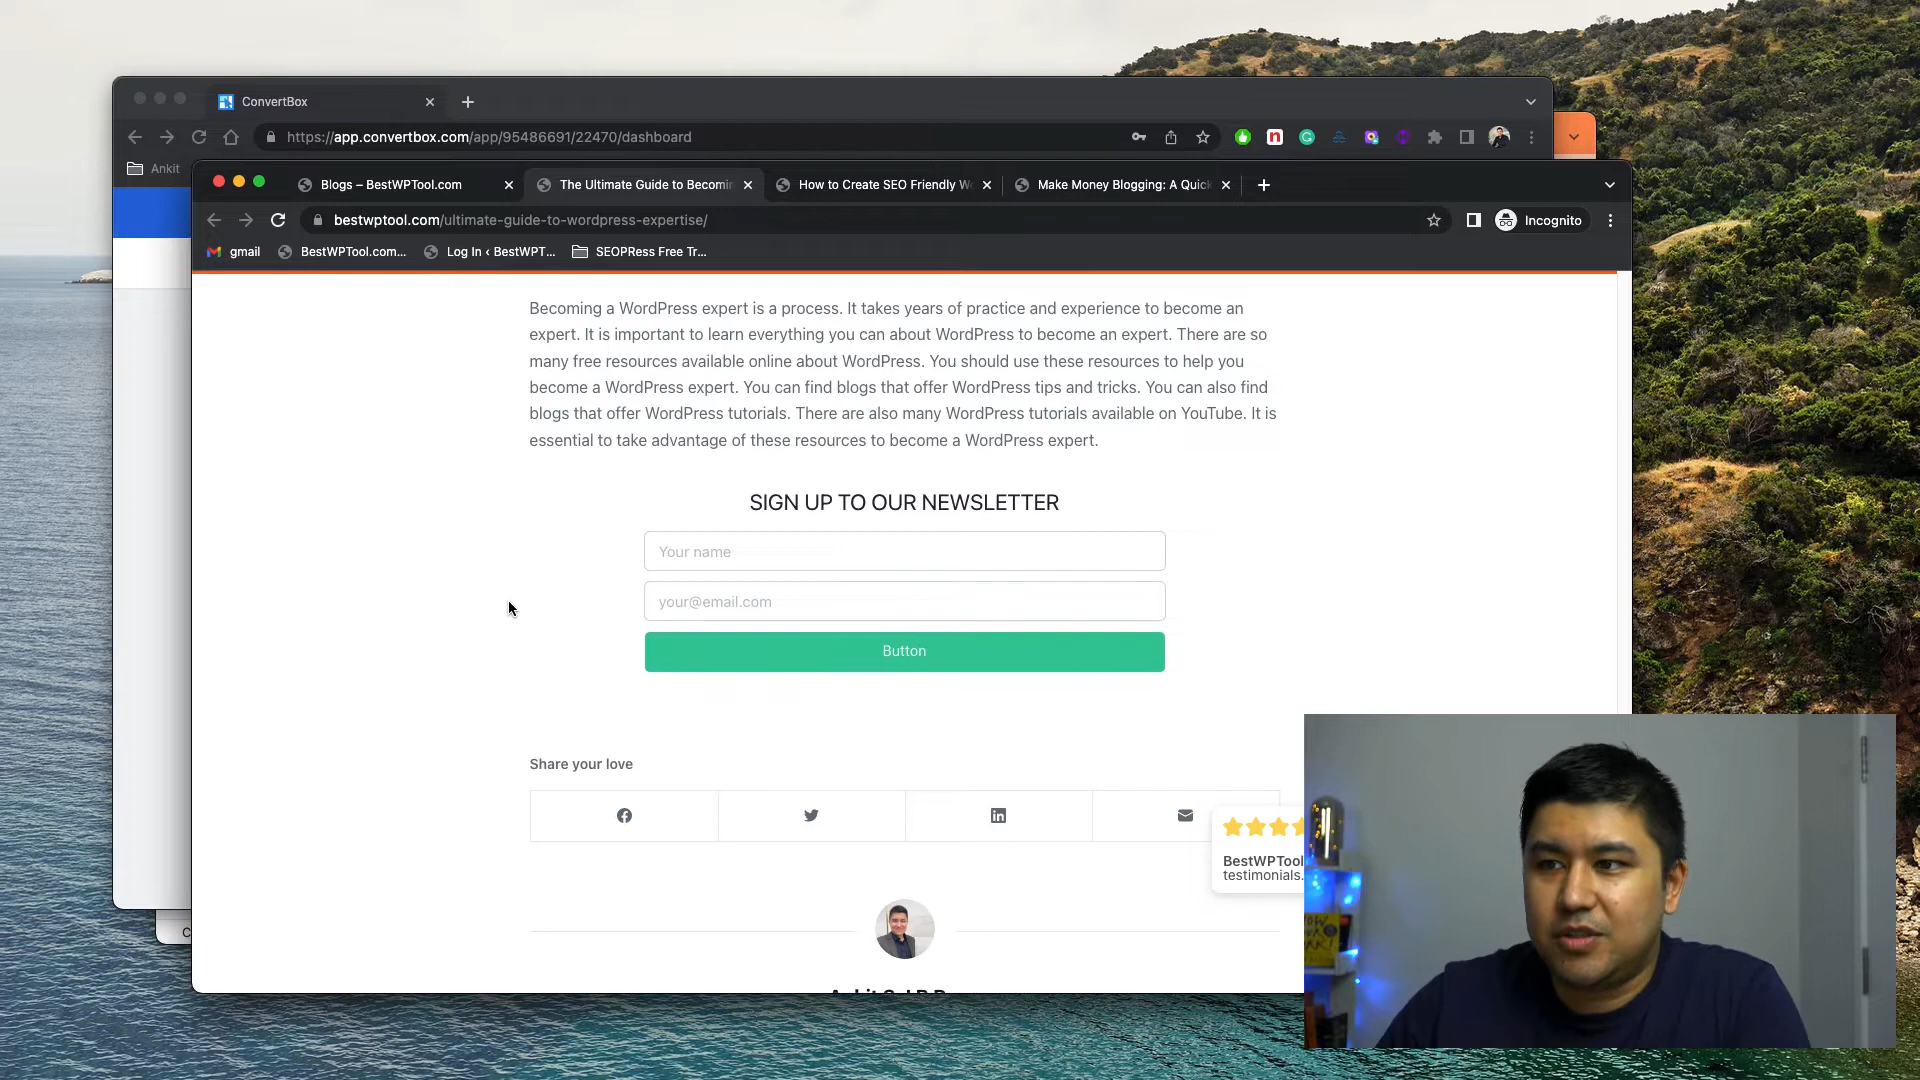 ConvertBox
https://app.convertbox.com/app/95486691/22470/dashboard
Ankit
Blogs – BestWPTool.com
The Ultimate Guide to Becomin
How to Create SEO Friendly W
Make Money Blogging: A Quick
bestwptool.com/ultimate-guide-to-wordpress-expertise/
Incognito
gmail
BestWPTool.com...
Log In ‹ BestWPT...
SEOPRess Free Tr...
Becoming a WordPress expert is a process. It takes years of practice and experience to become an
expert. It is important to learn everything you can about WordPress to become an expert. There are so
many free resources available online about WordPress. You should use these resources to help you
become a WordPress expert. You can find blogs that offer WordPress tips and tricks. You can also find
blogs that offer WordPress tutorials. There are also many WordPress tutorials available on YouTube. It is
essential to take advantage of these resources to become a WordPress expert.
SIGN UP TO OUR NEWSLETTER
Your name
your@email.com
Button
Share your love
BestWPTool
testimonials.